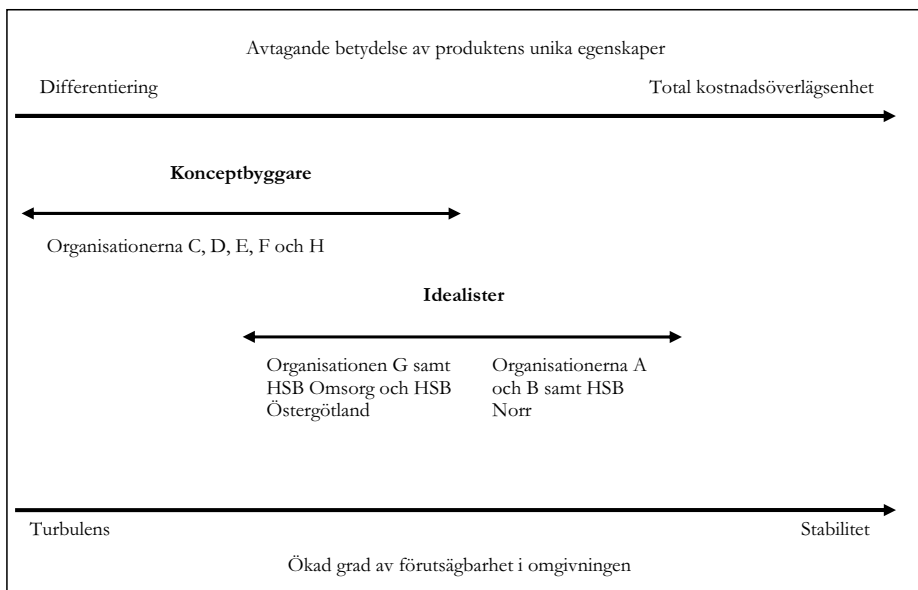 Avtagande betydelse av produktens unika egenskaper
Differentiering
Total kostnadsöverlägsenhet
Konceptbyggare
Organisationerna C, D, E, F och H
Idealister
Organisationen G samt
HSB Omsorg och HSB
Östergötland
Organisationerna A
och B samt HSB
Norr
Turbulens
Stabilitet
Ökad grad av förutsägbarhet i omgivningen